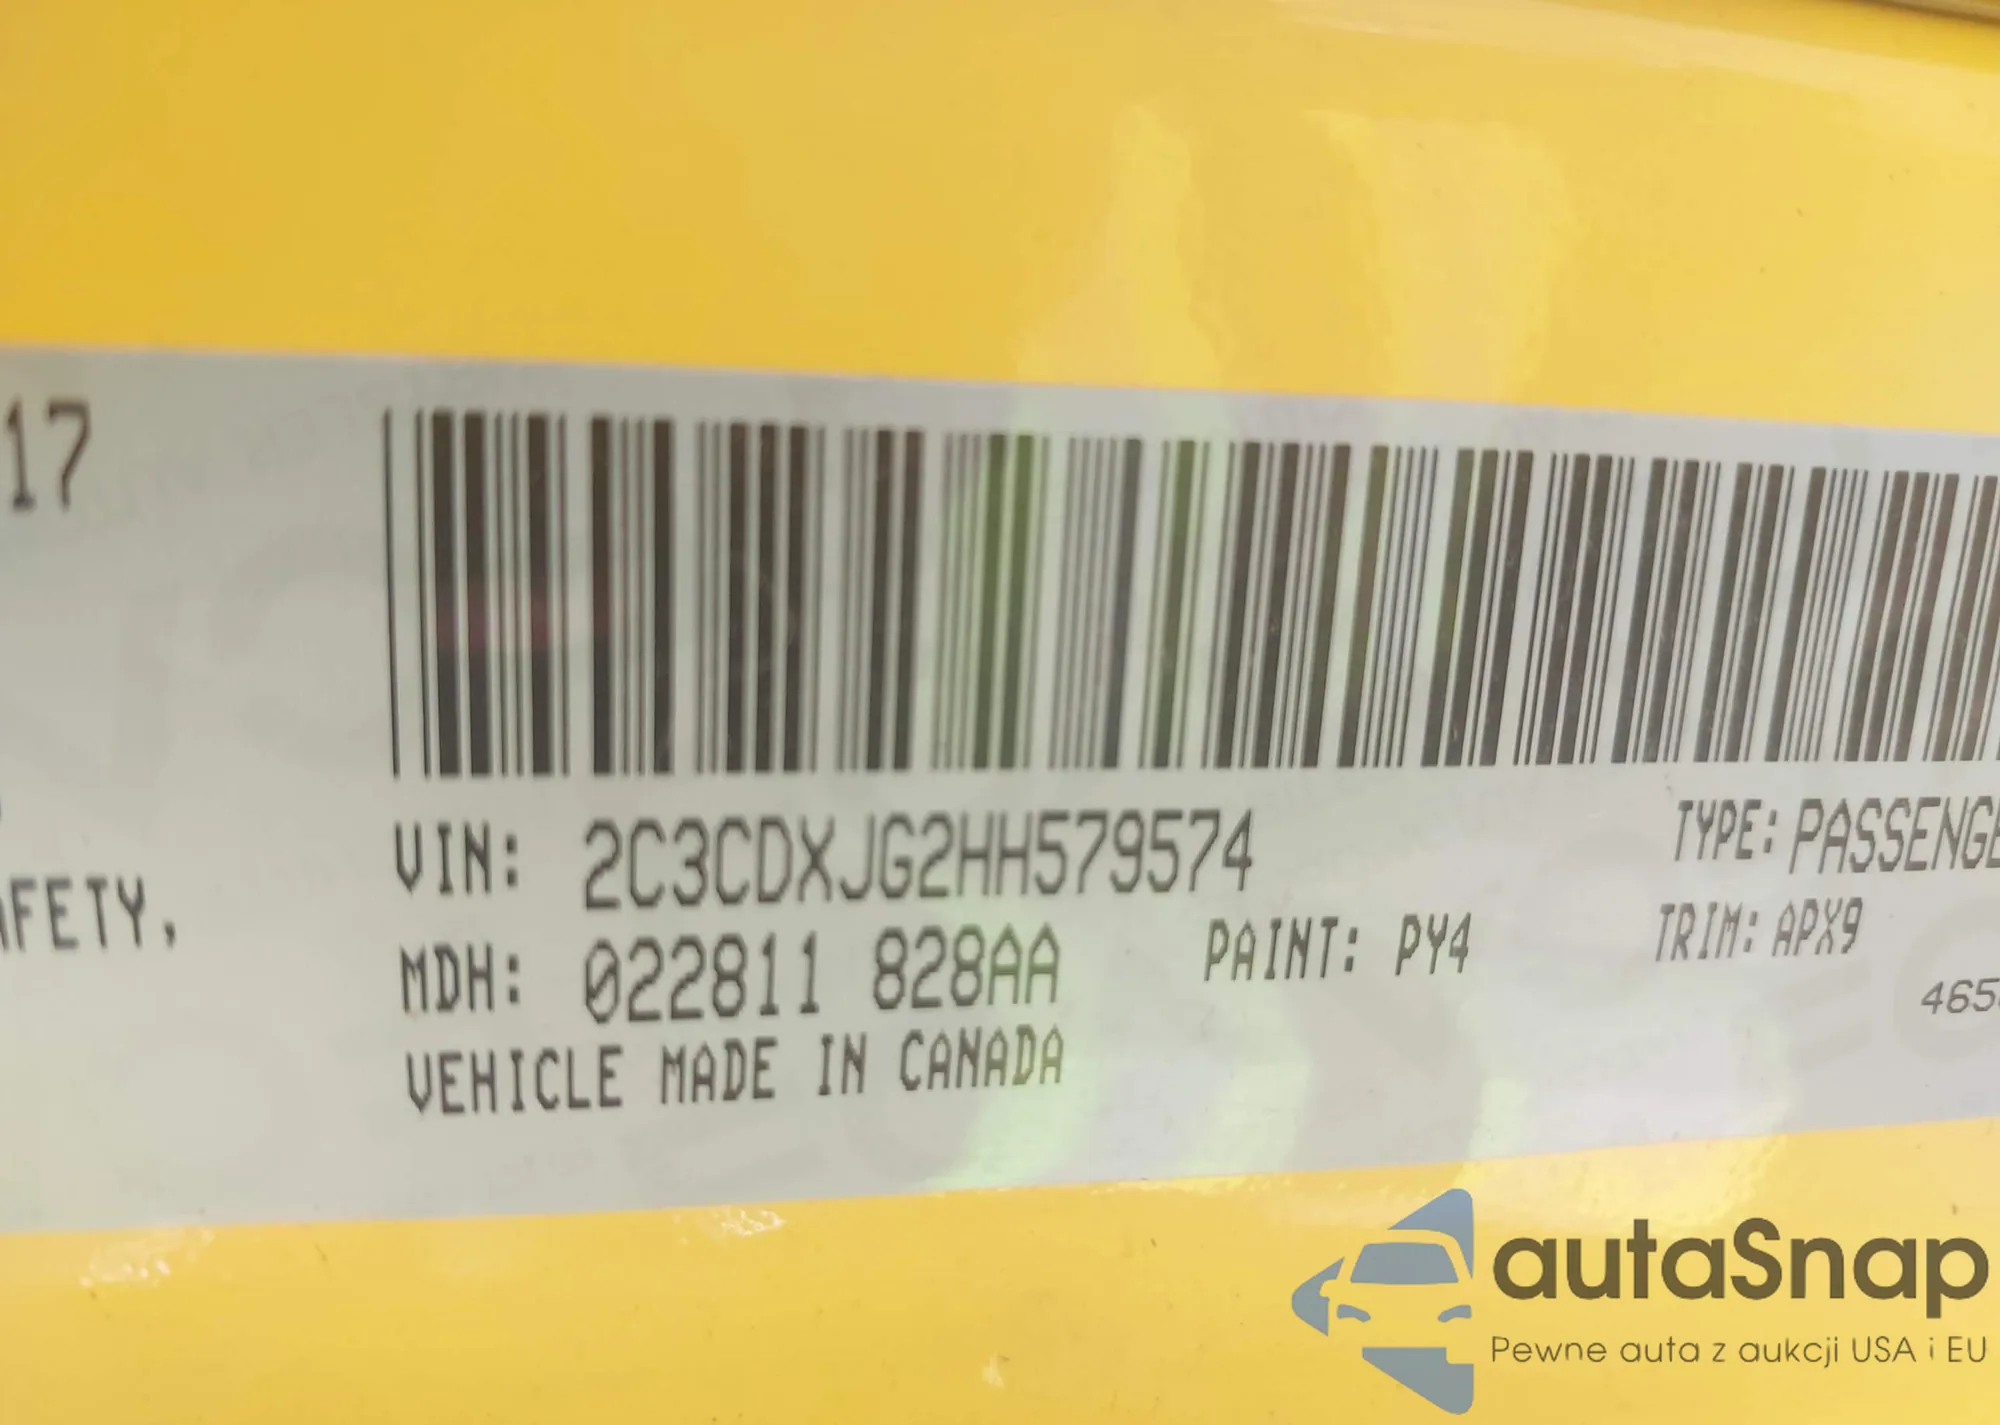 17
VIN: 2C3CDXJG2HH579574
TYPE: PASSENGE
AFETY,
MDH: 022811 828AA
PAINT: PY4
TRIM: APX9
465
VEHICLE MADE IN CANADA
autaSnap
Pewne auta z aukcji USA i EU